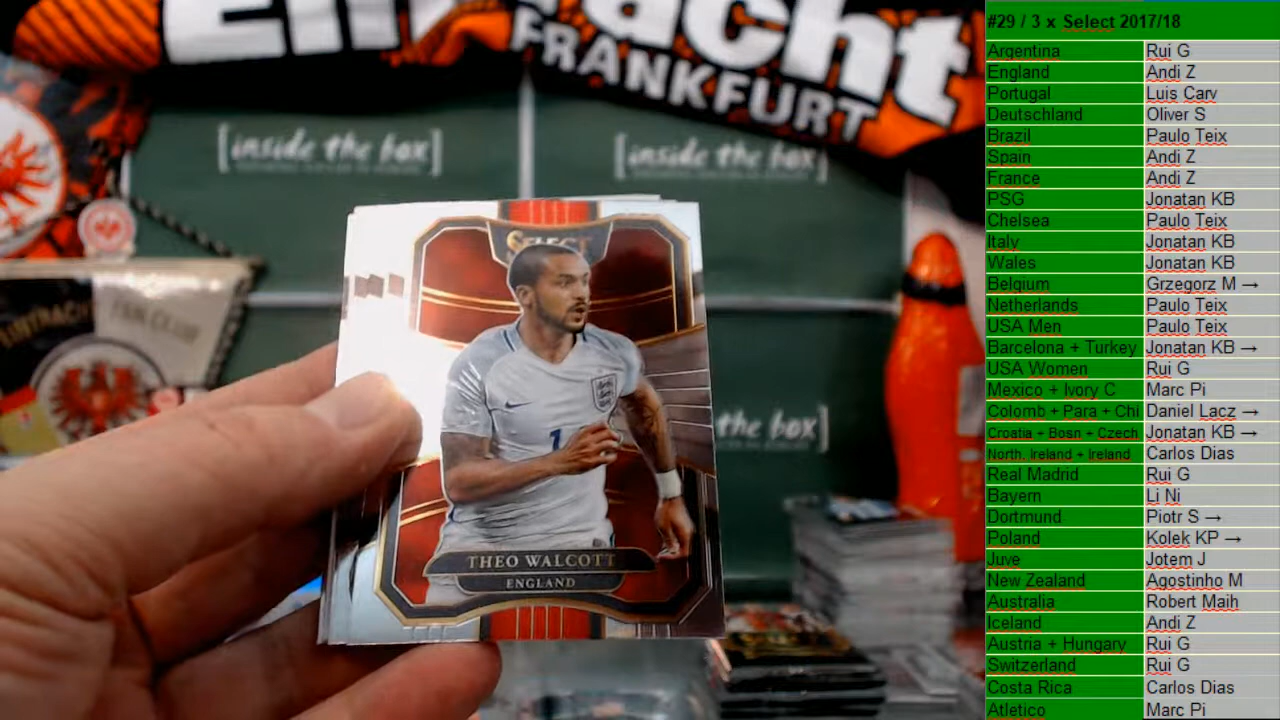 Eintracht
FRANKFURT
[inside the box]
[inside the box]
the box]
EINTRACHT
FAN CLUB
SELECT
1
THEO WALCOTT
ENGLAND
#29 / 3 x Select 2017/18
Argentina Rui G
England Andi Z
Portugal Luis Carv
Deutschland Oliver S
Brazil Paulo Teix
Spain Andi Z
France Andi Z
PSG Jonatan KB
Chelsea Paulo Teix
Italy Jonatan KB
Wales Jonatan KB
Belgium Grzegorz M →
Netherlands Paulo Teix
USA Men Paulo Teix
Barcelona + Turkey Jonatan KB →
USA Women Rui G
Mexico + Ivory C Marc Pi
Colomb + Para + Chi Daniel Lacz →
Croatia + Bosn + Czech Jonatan KB →
North. Ireland + Ireland Carlos Dias
Real Madrid Rui G
Bayern Li Ni
Dortmund Piotr S →
Poland Kolek KP →
Juve Jotem J
New Zealand Agostinho M
Australia Robert Maih
Iceland Andi Z
Austria + Hungary Rui G
Switzerland Rui G
Costa Rica Carlos Dias
Atletico Marc Pi